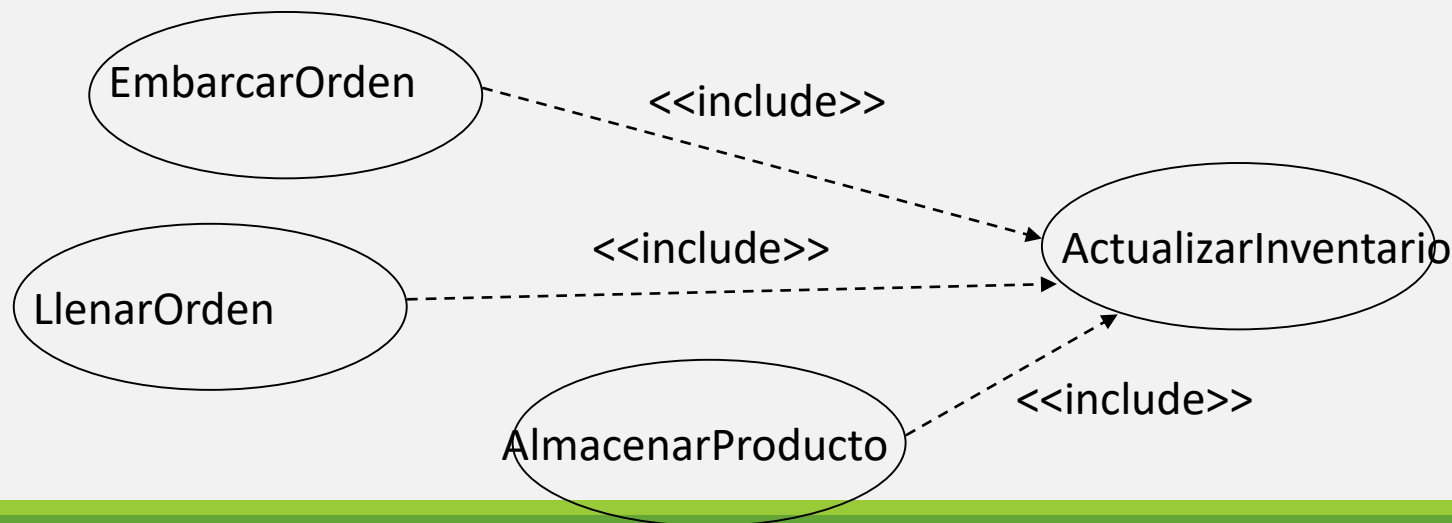 EmbarcarOrden
<<include>>
<<include>>
ActualizarInventario
LlenarOrden
<<include>>
AlmacenarProducto